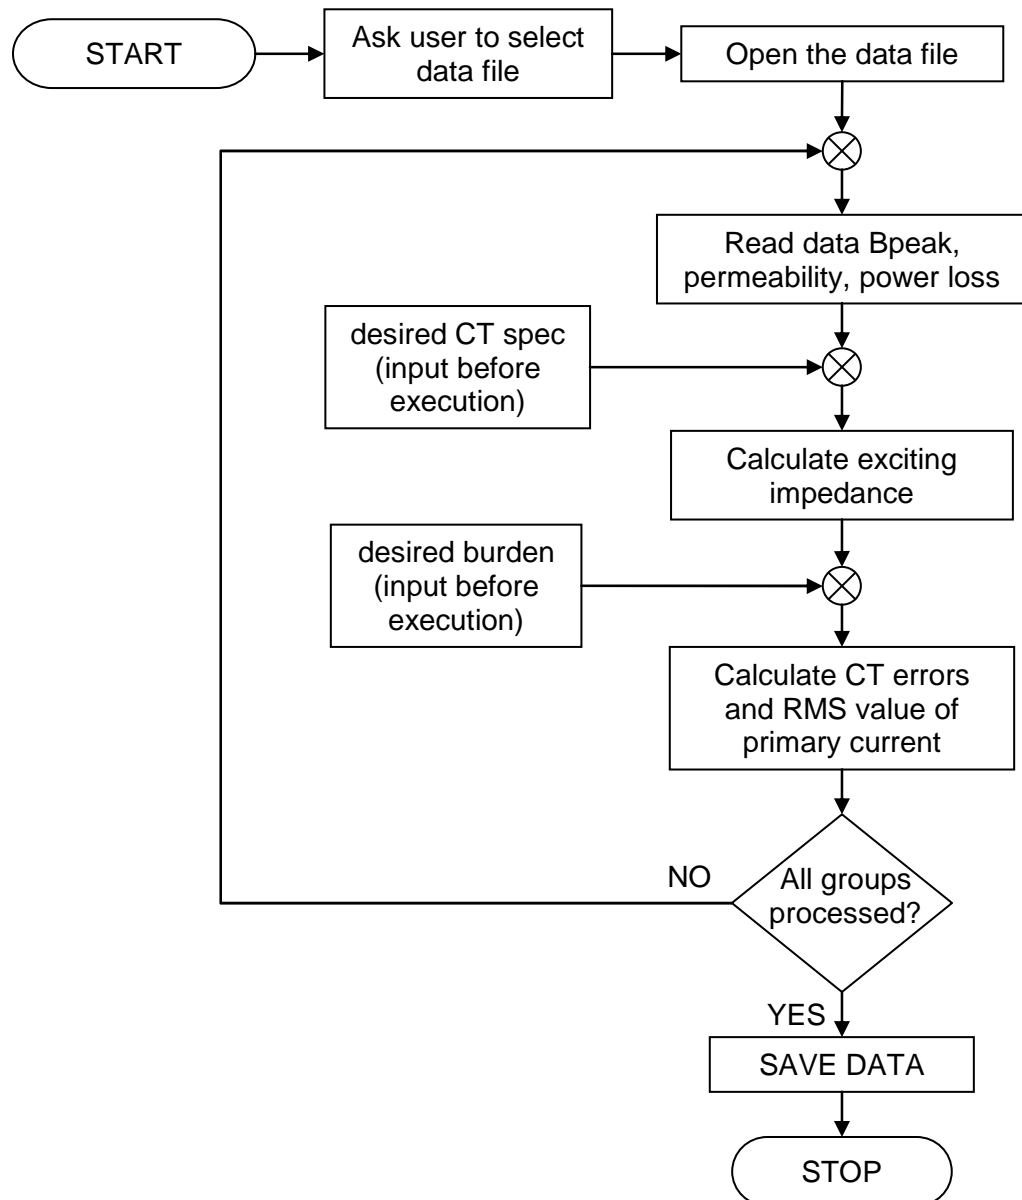 START
Ask user to select
data file
Open the data file
Read data Bpeak,
permeability, power loss
desired CT spec
(input before
execution)
Calculate exciting
impedance
desired burden
(input before
execution)
Calculate CT errors
and RMS value of
primary current
NO
All groups
processed?
YES
SAVE DATA
STOP